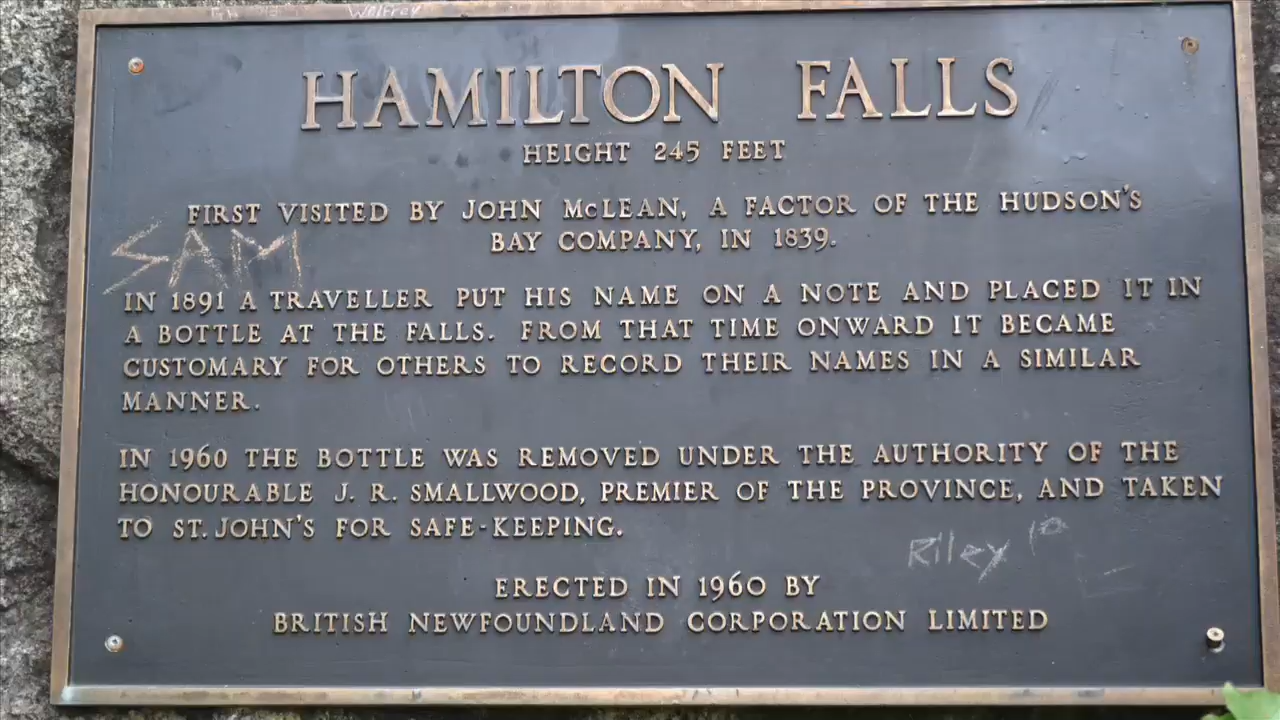 Wolfrey
HAMILTON FALLS
HEIGHT 245 FEET
FIRST VISITED BY JOHN McLEAN, A FACTOR OF THE HUDSON'S
BAY COMPANY, IN 1839.
SAM
IN 1891 A TRAVELLER PUT HIS NAME ON A NOTE AND PLACED IT IN
A BOTTLE AT THE FALLS. FROM THAT TIME ONWARD IT BECAME
CUSTOMARY FOR OTHERS TO RECORD THEIR NAMES IN A SIMILAR
MANNER.
IN 1960 THE BOTTLE WAS REMOVED UNDER THE AUTHORITY OF THE
HONOURABLE J. R. SMALLWOOD, PREMIER OF THE PROVINCE, AND TAKEN
TO ST. JOHN'S FOR SAFE-KEEPING.
Riley
ERECTED IN 1960 BY
BRITISH NEWFOUNDLAND CORPORATION LIMITED